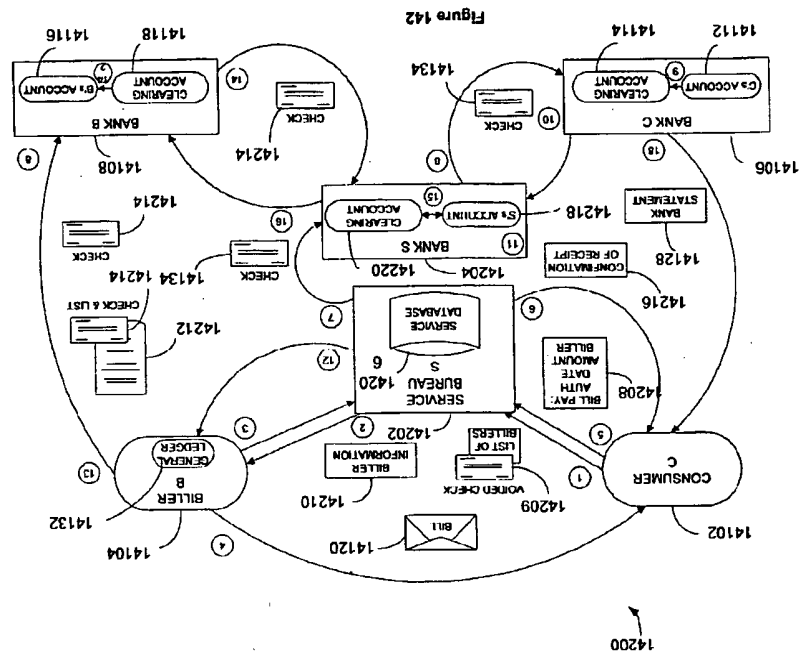 14200
14102
CONSUMER
C
14120
BILL
4
14104
14132
BILLER
B
GENERAL
LEDGER
1
14209
VOIDED CHECK
LIST OF
BILLERS
14210
BILLER
INFORMATION
2
3
13
5
14202
SERVICE
BUREAU
S
1420
6
SERVICE
DATABASE
14208
BILL PAY:
AUTH
DATE
AMOUNT
BILLER
12
14212
14214
CHECK & LIST
6
7
14216
CONFIMATION
OF RECEIPT
14134
CHECK
14214
CHECK
14128
BANK
STATEMENT
14204
BANK S
11
14218
S's ACCOUNT
15
14220
CLEARING
ACCOUNT
16
18
8
8
14106
BANK C
C's ACCOUNT
9
CLEARING
ACCOUNT
14112
14114
10
CHECK
14134
14214
CHECK
14
14108
BANK B
CLEARING
ACCOUNT
14
2
B's ACCOUNT
14118
14116
Figure 142